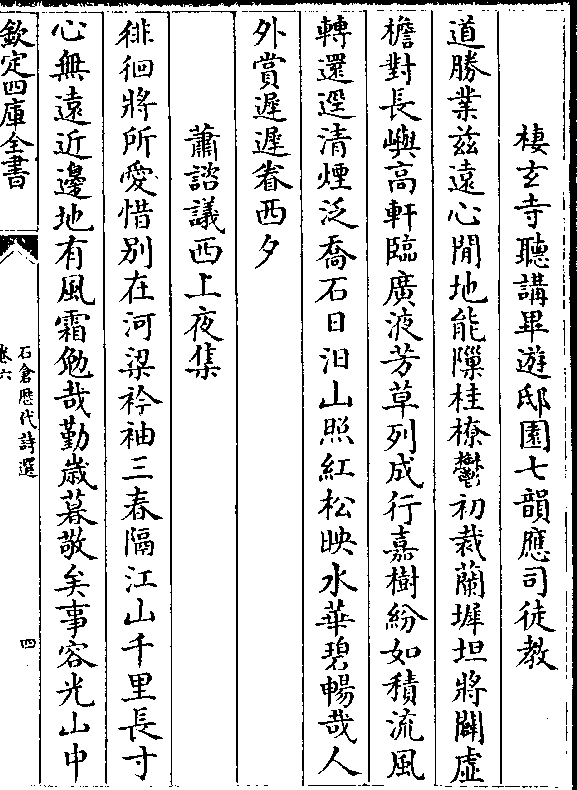 棲玄寺聽講畢遊邸園七韻應司徒教
道勝業兹遠心閒地能隟桂橑鬱初裁蘭墀坦將闢虚
檐對長嶼高軒臨廣液芳草列成行嘉樹紛如積流風
轉還逕清煙泛喬石日汨山照紅松映水華碧暢哉人
外賞遲遲眷西夕
蕭諮議西上夜集
徘徊將所愛惜别在河梁衿袖三春隔江山千里長寸
心無遠近邊地有風霜勉哉勤歳暮敬矣事容光山中
欽定四庫全書
石倉歴代詩選
卷六
四